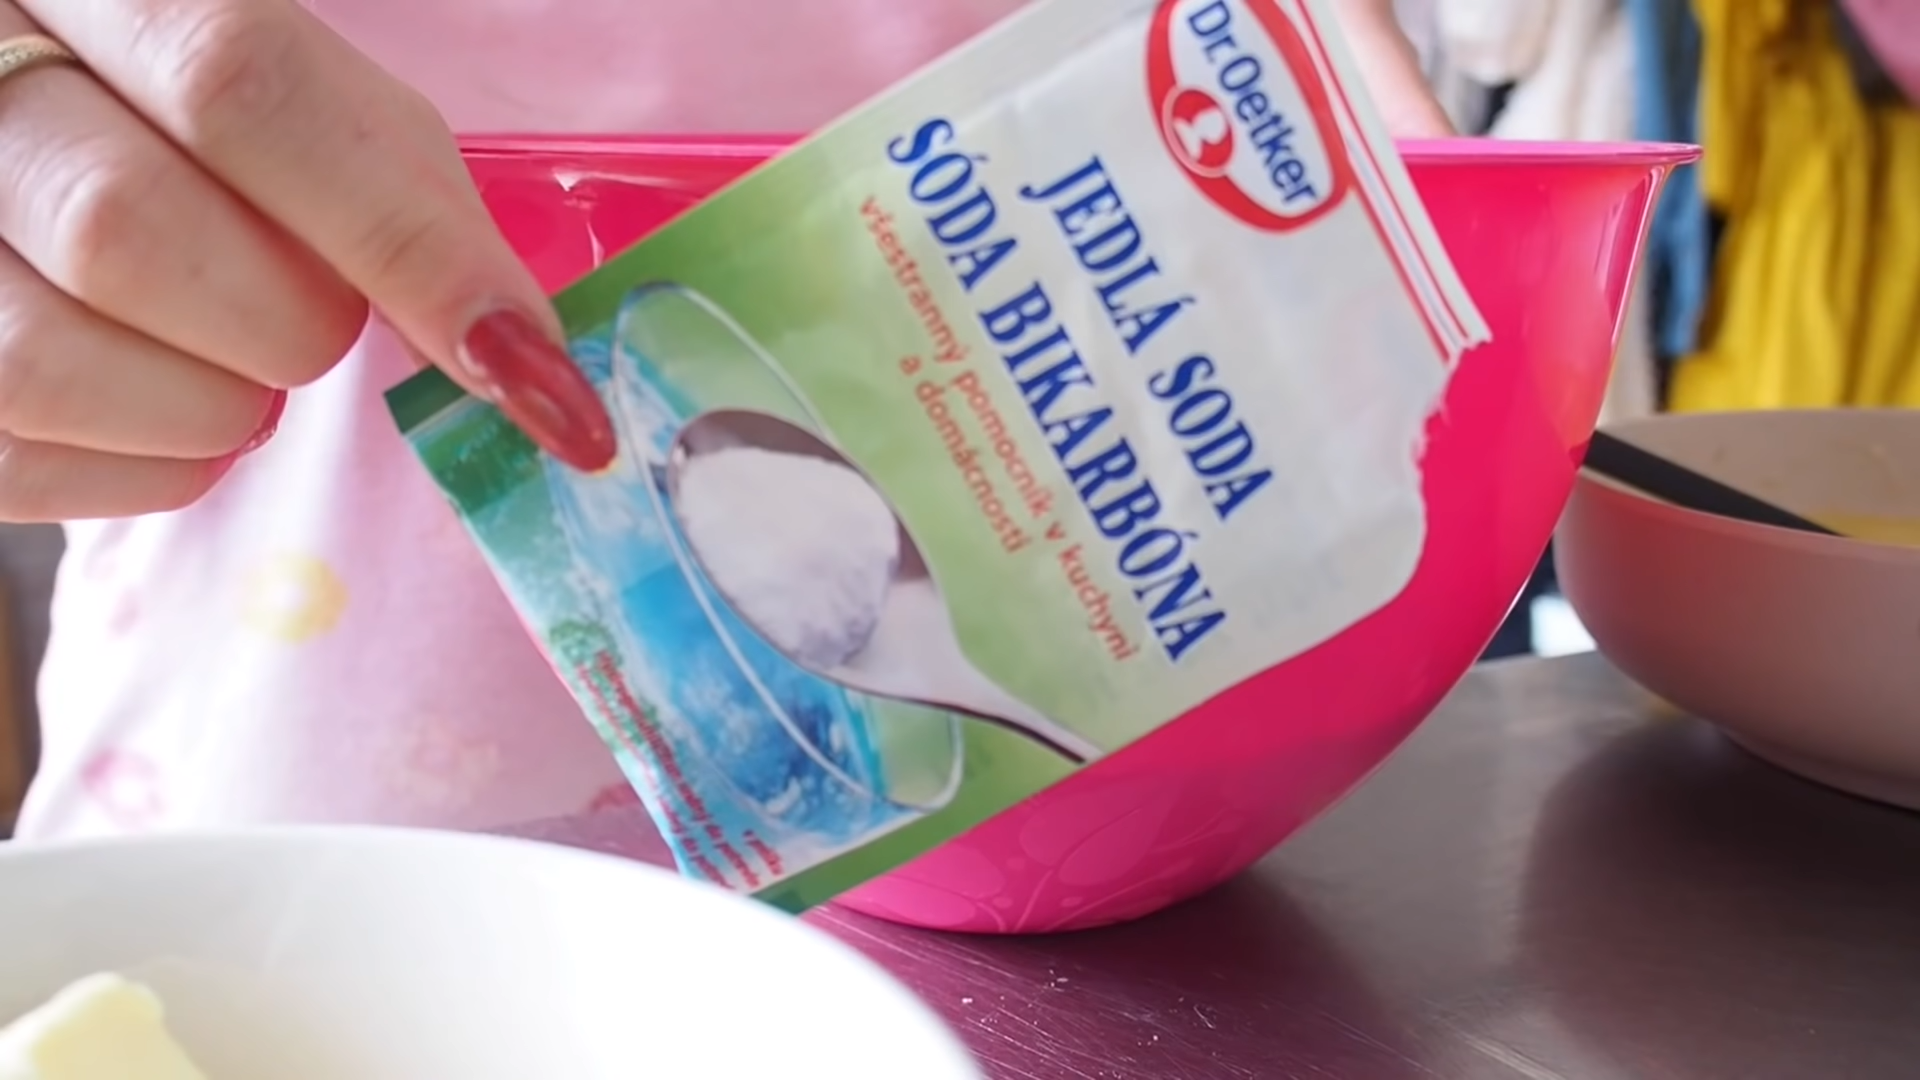 Dr.Oetker
JEDLÁ SODA
SÓDA BIKARBÓNA
všestranný pomocník v kuchyni
a domácnosti